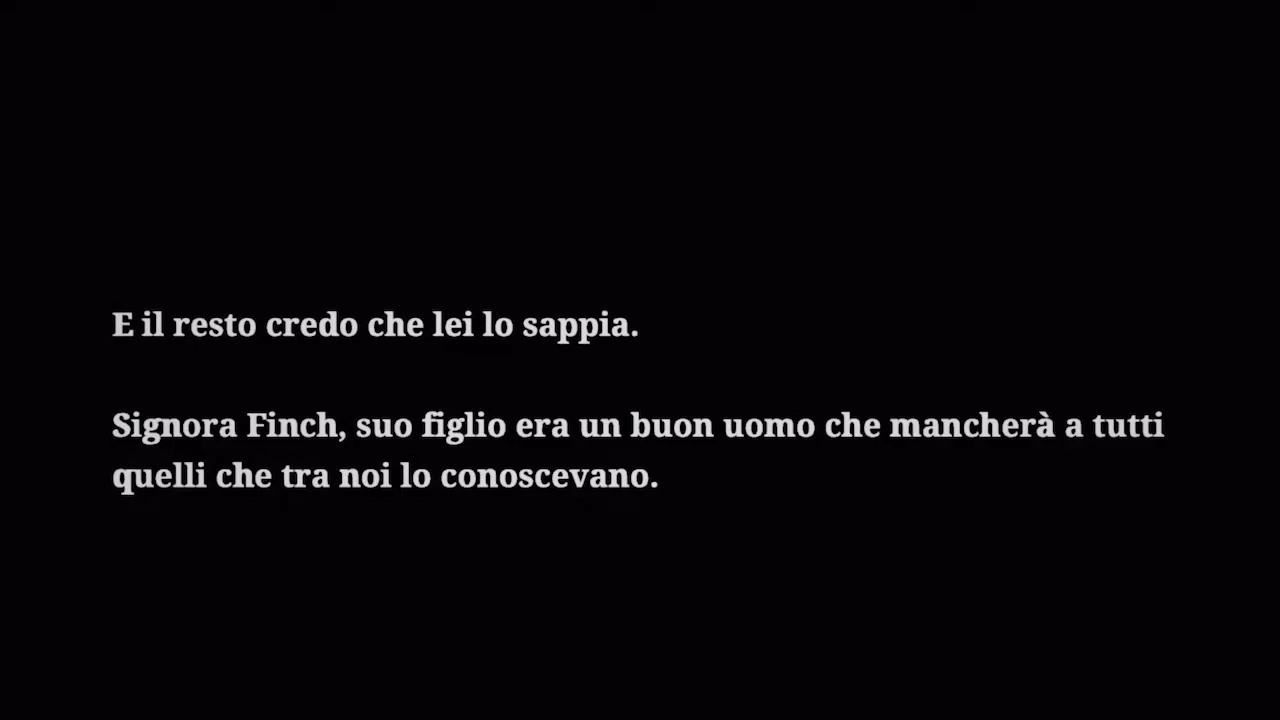 E il resto credo che lei lo sappia.
Signora Finch, suo figlio era un buon uomo che mancherà a tutti
quelli che tra noi lo conoscevano.